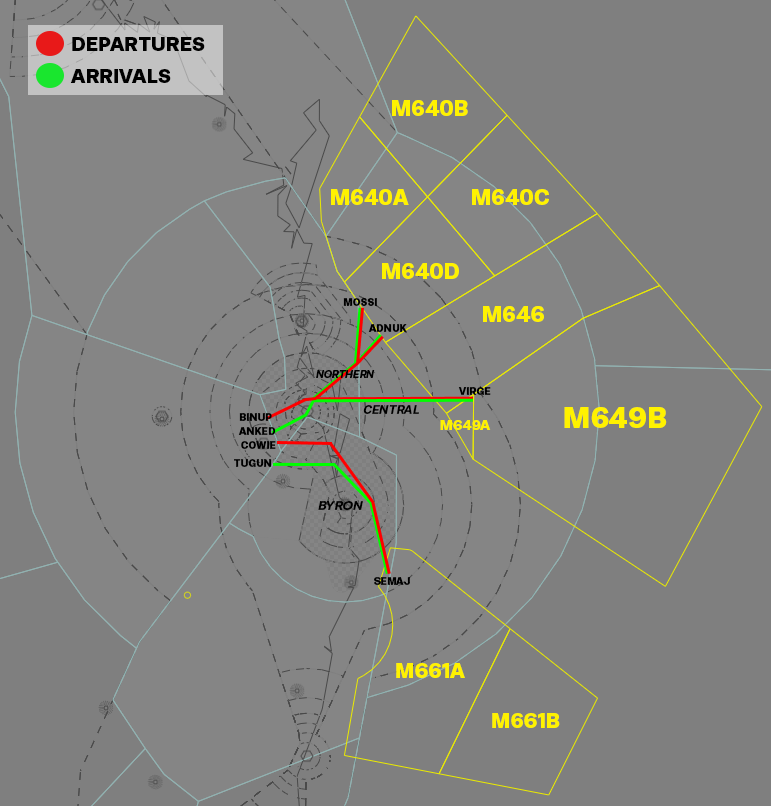 DEPARTURES
ARRIVALS
M640B
M640A
M640C
M640D
MOSSI
M646
ADNUK
NORTHERN
VIRGE
CENTRAL
BINUP
M649A
M649B
ANKED
COWIE
TUGUN
BYRON
SEMAJ
M661A
M661B